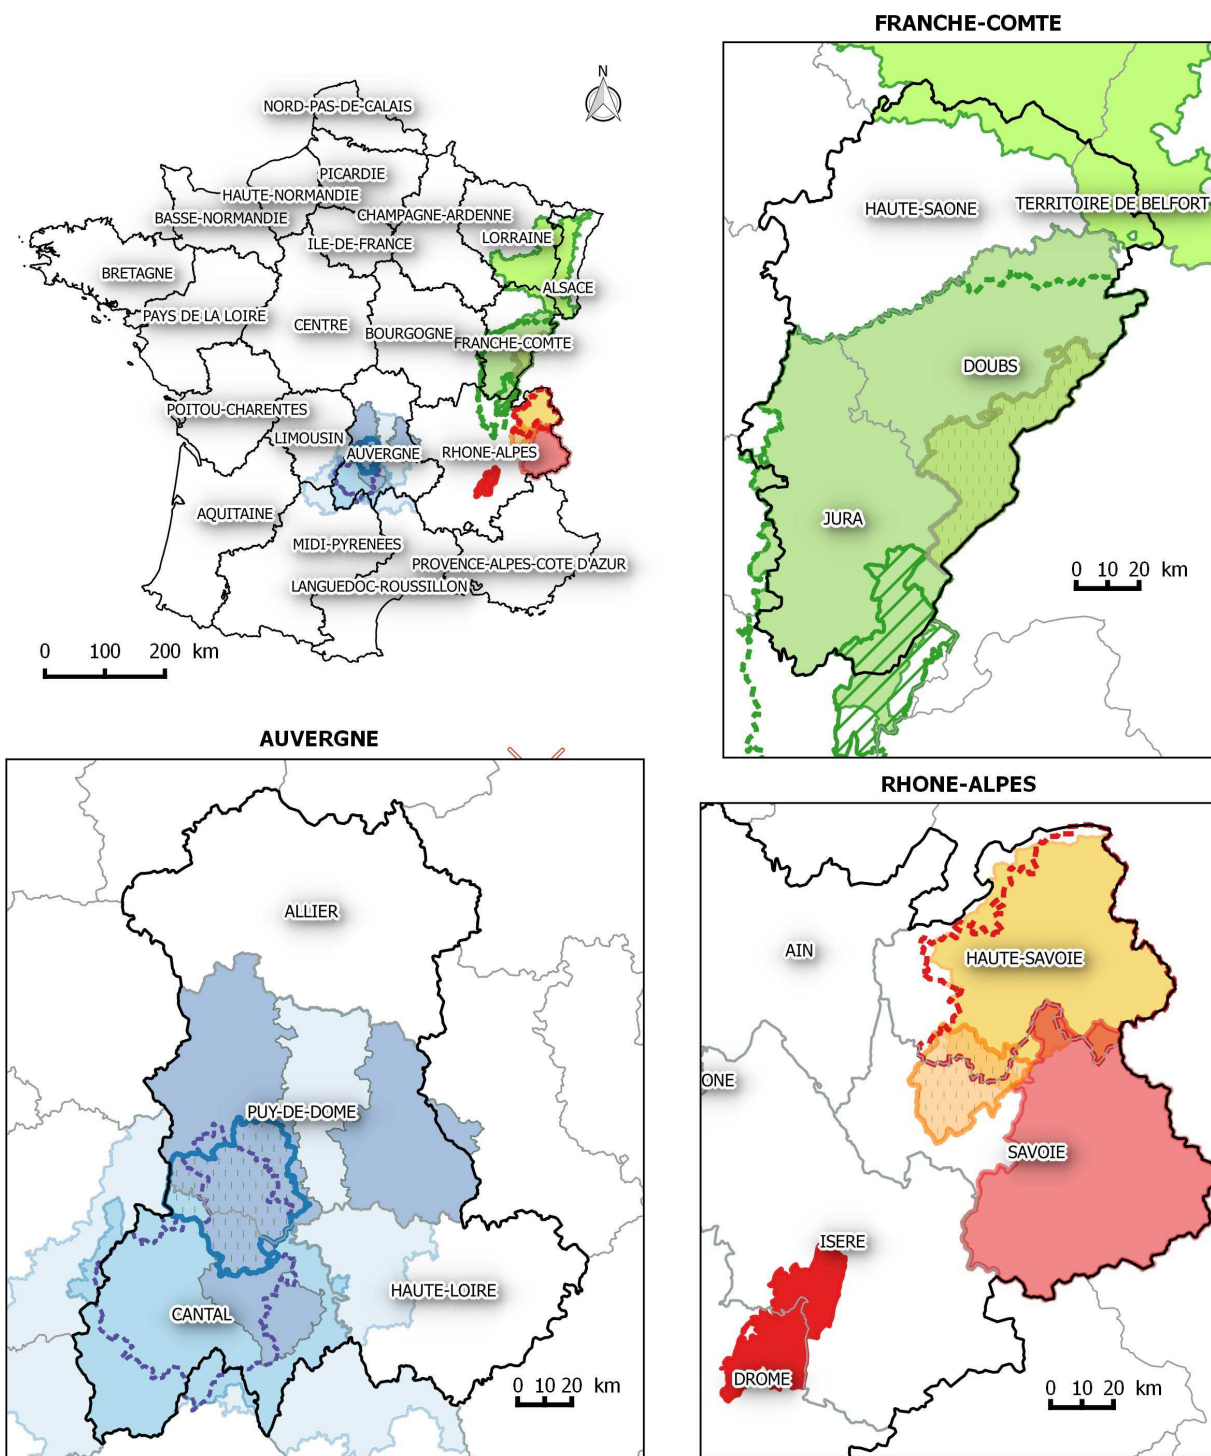 FRANCHE-COMTE
N
NORD-PAS-DE-CALAIS
PICARDIE
HAUTE-NORMANDIE
BASSE-NORMANDIE
CHAMPAGNE-ARDENNE
ILE-DE-FRANCE
LORRAINE
BRETAGNE
ALSACE
PAYS DE LA LOIRE
CENTRE
BOURGOGNE
FRANCHE-COMTE
POITOU-CHARENTES
LIMOUSIN
AUVERGNE
RHONE-ALPES
AQUITAINE
MIDI-PYRENEES
PROVENCE-ALPES-COTE D'AZUR
LANGUEDOC-ROUSSILLON
0 100 200 km
HAUTE-SAONE
TERRITOIRE DE BELFORT
DOUBS
JURA
0 10 20 km
AUVERGNE
ALLIER
PUY-DE-DOME
CANTAL
HAUTE-LOIRE
0 10 20 km
RHONE-ALPES
AIN
HAUTE-SAVOIE
ONE
SAVOIE
ISERE
DROME
0 10 20 km